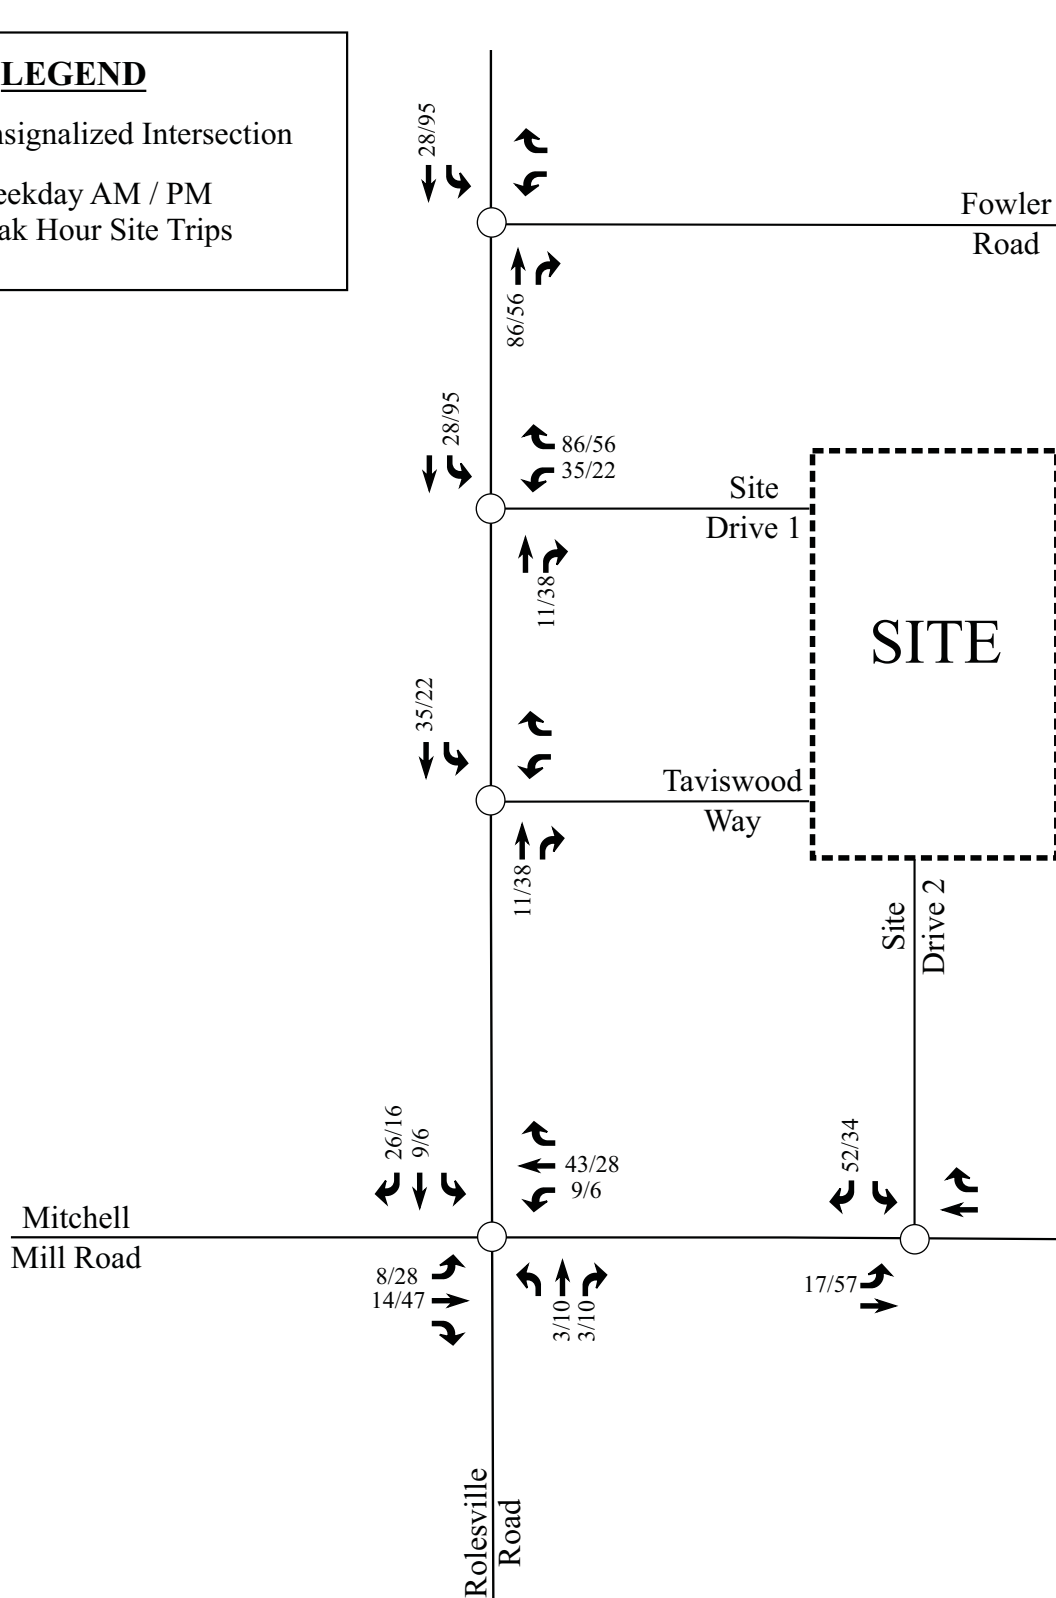 LEGEND
nsignalized Intersection
eekday AM / PM
ak Hour Site Trips
28/95
Fowler
Road
86/56
28/95
86/56
35/22
Site
Drive 1
11/38
SITE
35/22
Taviswood
Way
11/38
Site
Drive 2
26/16
9/6
43/28
9/6
52/34
Mitchell
Mill Road
8/28
14/47
3/10
3/10
17/57
Rolesville
Road